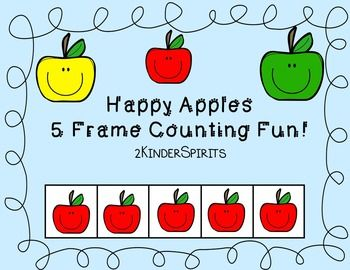 Happy Apples
5 Frame Counting Fun!
2KinderSpirits